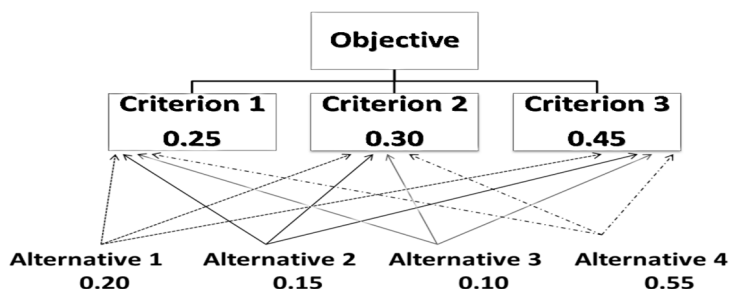 Objective
Criterion 1
0.25
Criterion 2
0.30
Criterion 3
0.45
Alternative 1
0.20
Alternative 2
0.15
Alternative 3
0.10
Alternative 4
0.55